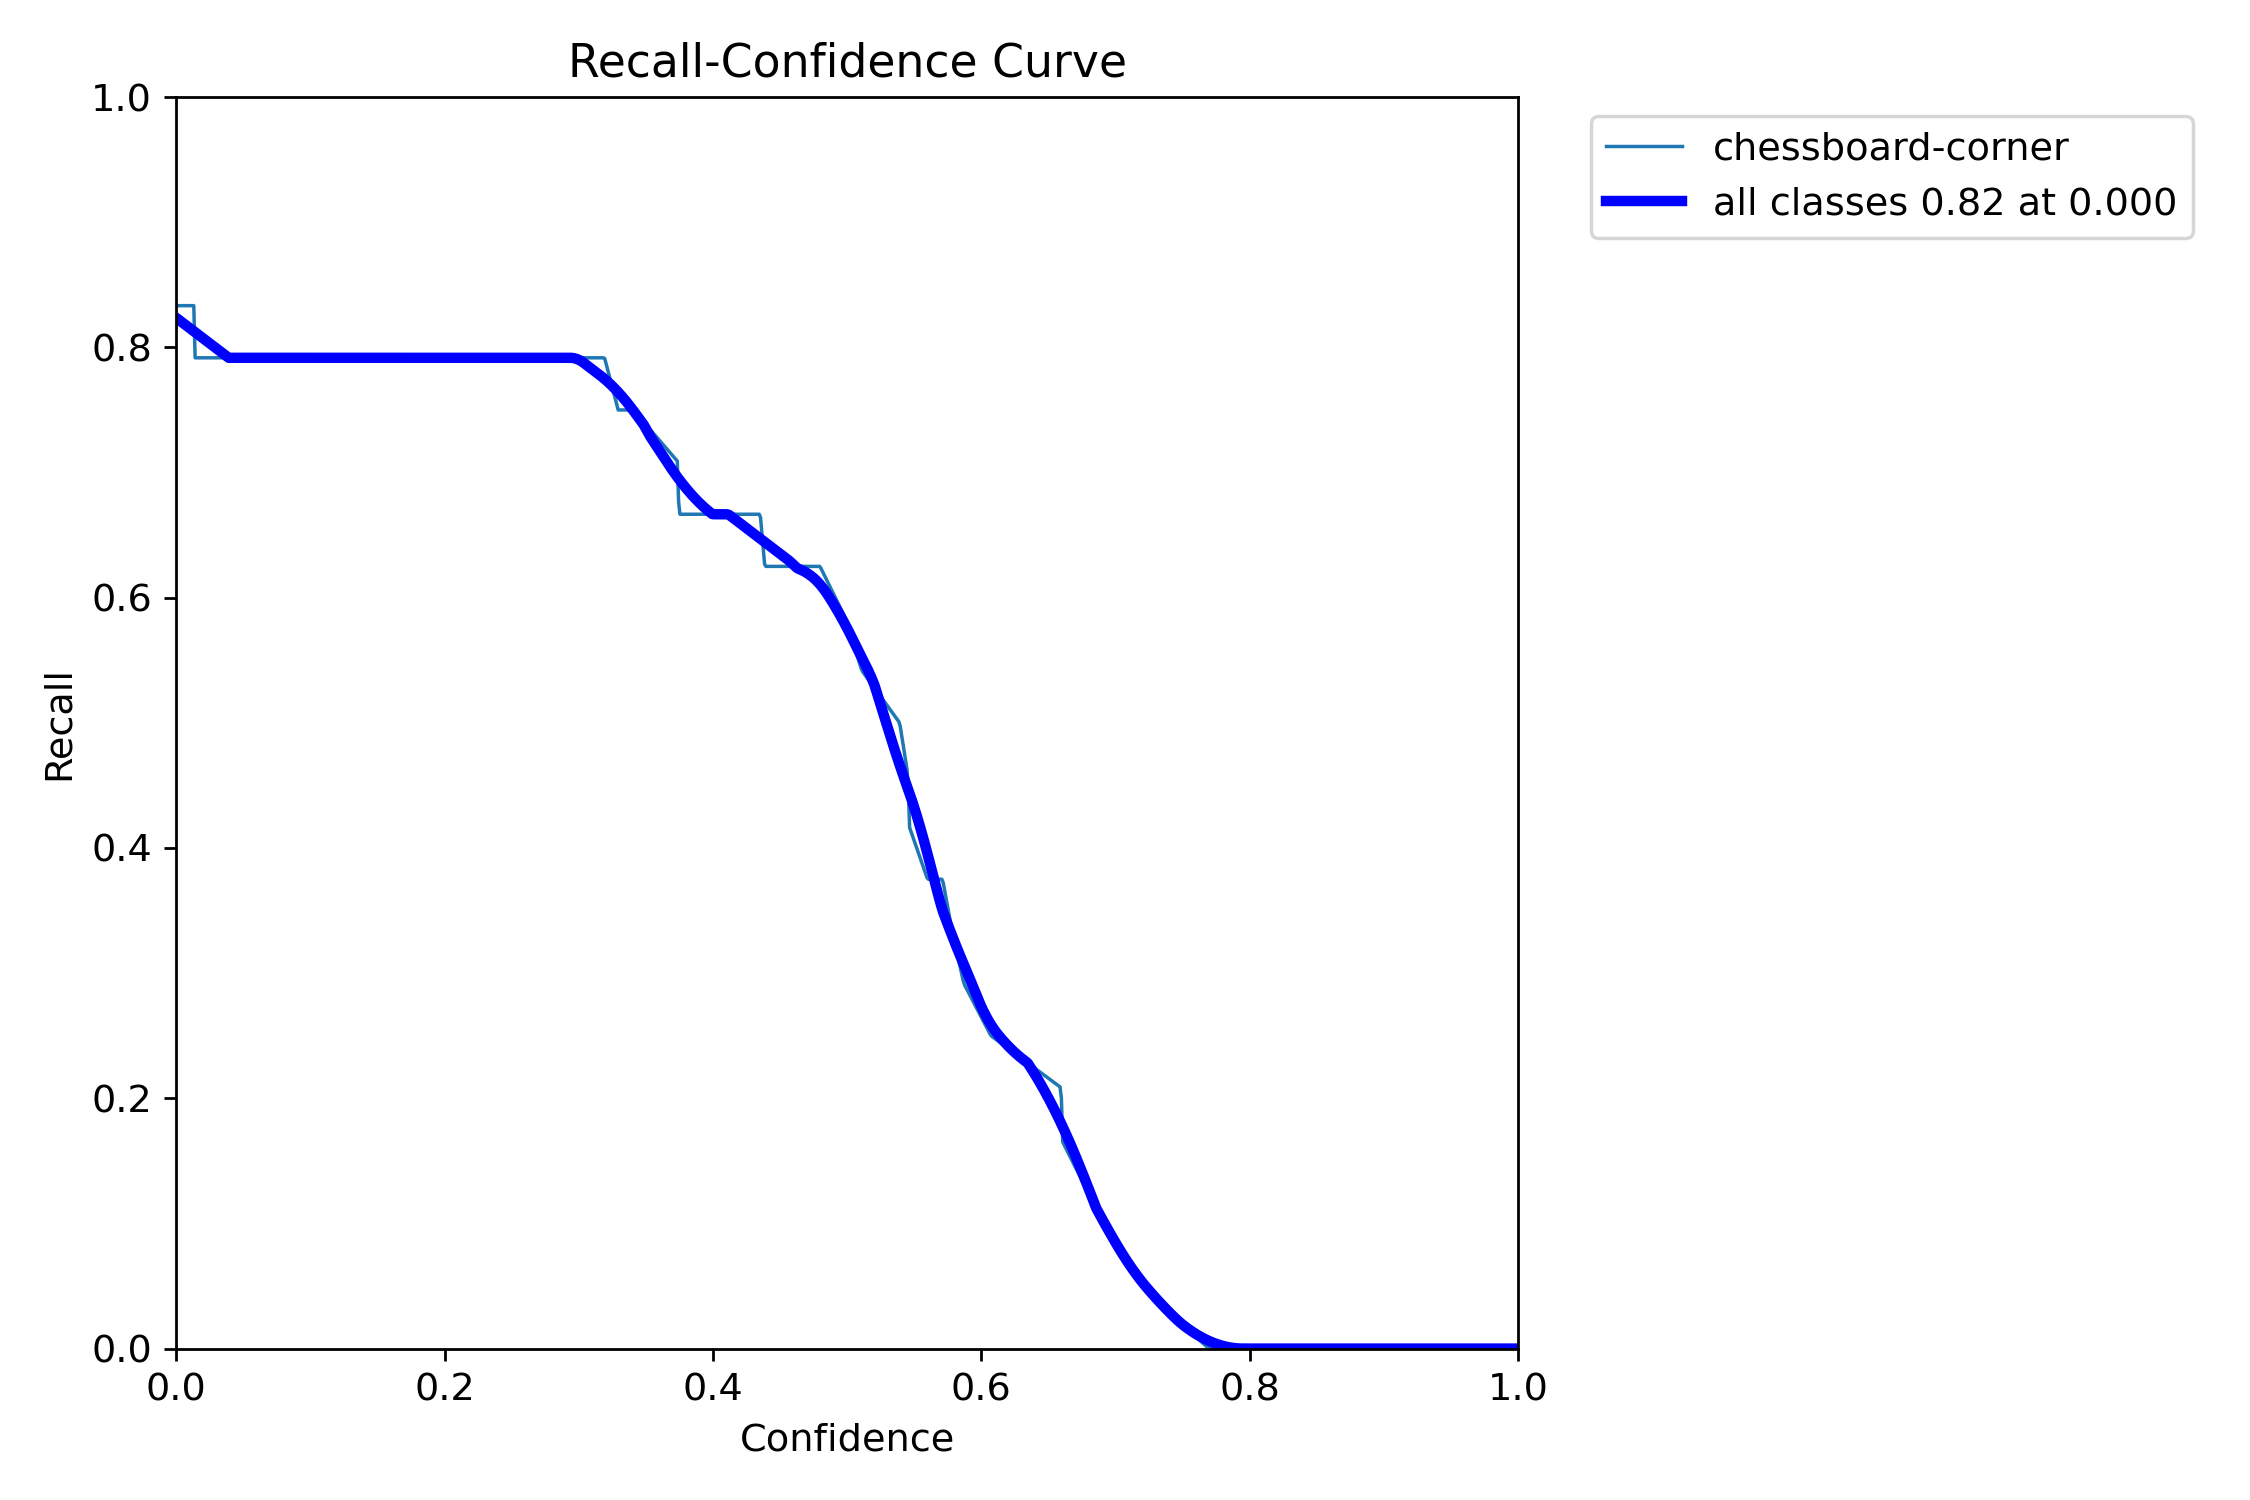 Recall-Confidence Curve
chessboard-corner
all classes 0.82 at 0.000
1.0
0.8
0.6
0.4
0.2
0.0
Recall
0.0 0.2 0.4 0.6 0.8 1.0
Confidence